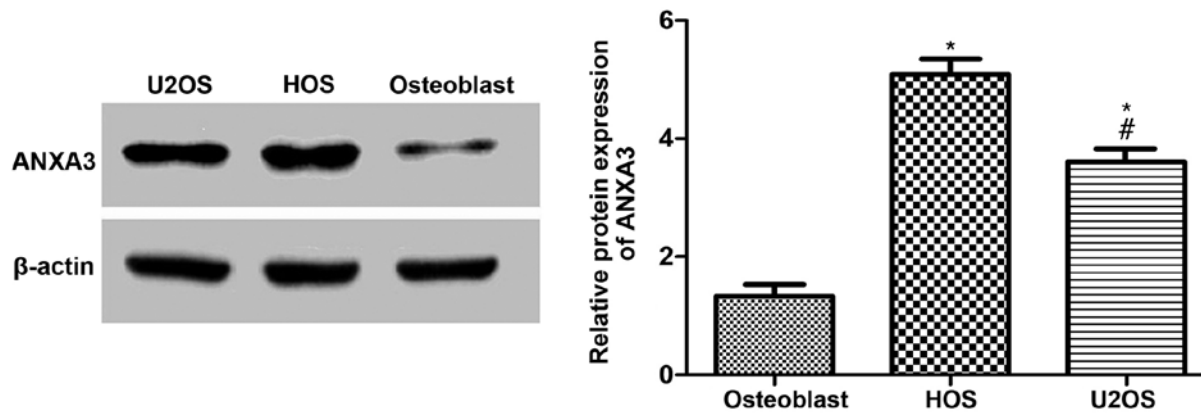 U2OS HOS Osteoblast
ANXA3
β-actin
Relative protein expression
of ANXA3
6
4
2
0
*
*
#
Osteoblast HOS U2OS